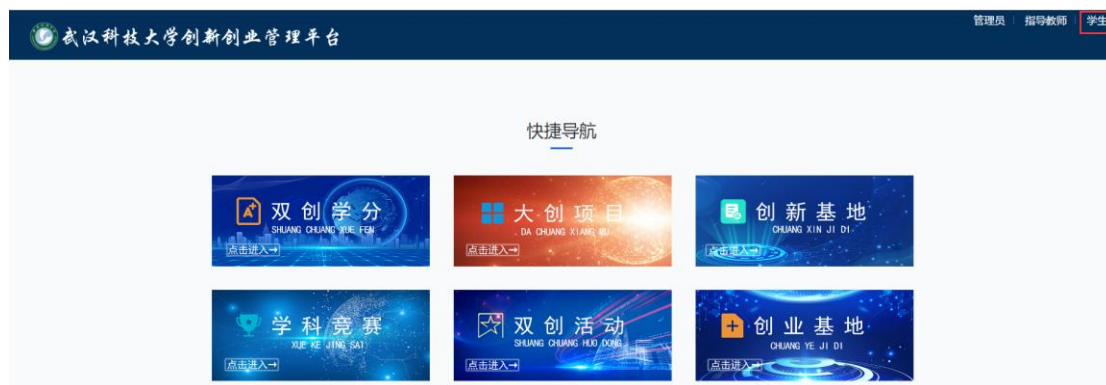 管理员 指导教师 学生
武汉科技大学创新创业管理平台
快捷导航
双创学分
SHUANG CHUANG XUE FEN
点击进入→
大创项目
DA CHUANG XIANG MU
点击进入→
创新基地
CHUANG XIN JI DI
点击进入→
学科竞赛
XUE KE JING SAI
点击进入→
双创活动
SHUANG CHUANG HUO DONG
点击进入→
创业基地
CHUANG YE JI DI
点击进入→